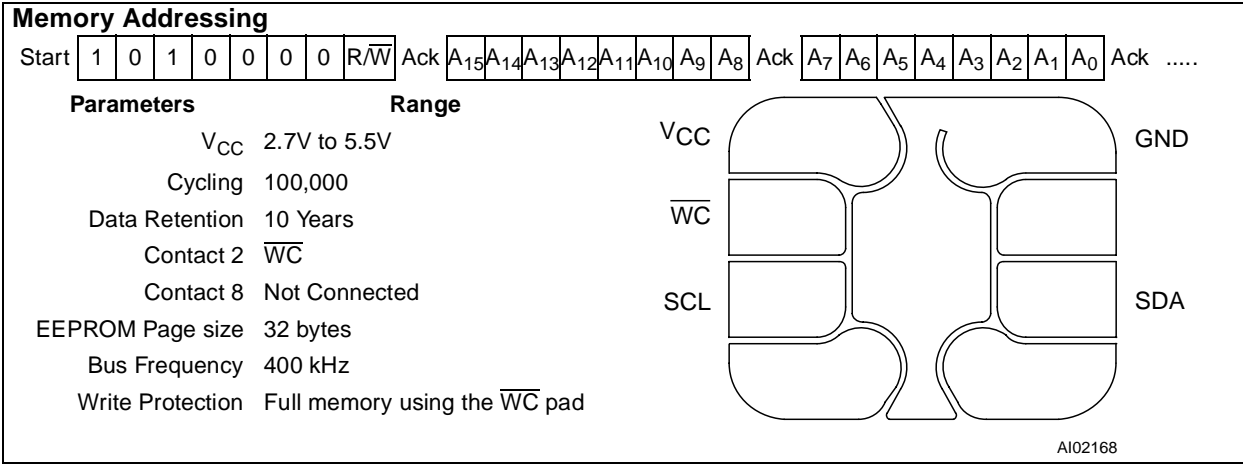 Memory Addressing
Start 1 0 1 0 0 0 0 R/W̅ Ack A15 A14 A13 A12 A11 A10 A9 A8 Ack A7 A6 A5 A4 A3 A2 A1 A0 Ack .....
Parameters Range
VCC 2.7V to 5.5V
Cycling 100,000
Data Retention 10 Years
Contact 2 W̅C̅
Contact 8 Not Connected
EEPROM Page size 32 bytes
Bus Frequency 400 kHz
Write Protection Full memory using the W̅C̅ pad
VCC GND
W̅C̅
SCL SDA
AI02168